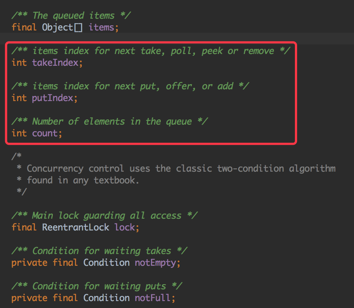 /** The queued items */
final Object[] items;
/** items index for next take, poll, peek or remove */
int takeIndex;
/** items index for next put, offer, or add */
int putIndex;
/** Number of elements in the queue */
int count;
/*
* Concurrency control uses the classic two-condition algorithm
* found in any textbook.
*/
/** Main lock guarding all access */
final ReentrantLock lock;
/** Condition for waiting takes */
private final Condition notEmpty;
/** Condition for waiting puts */
private final Condition notFull;